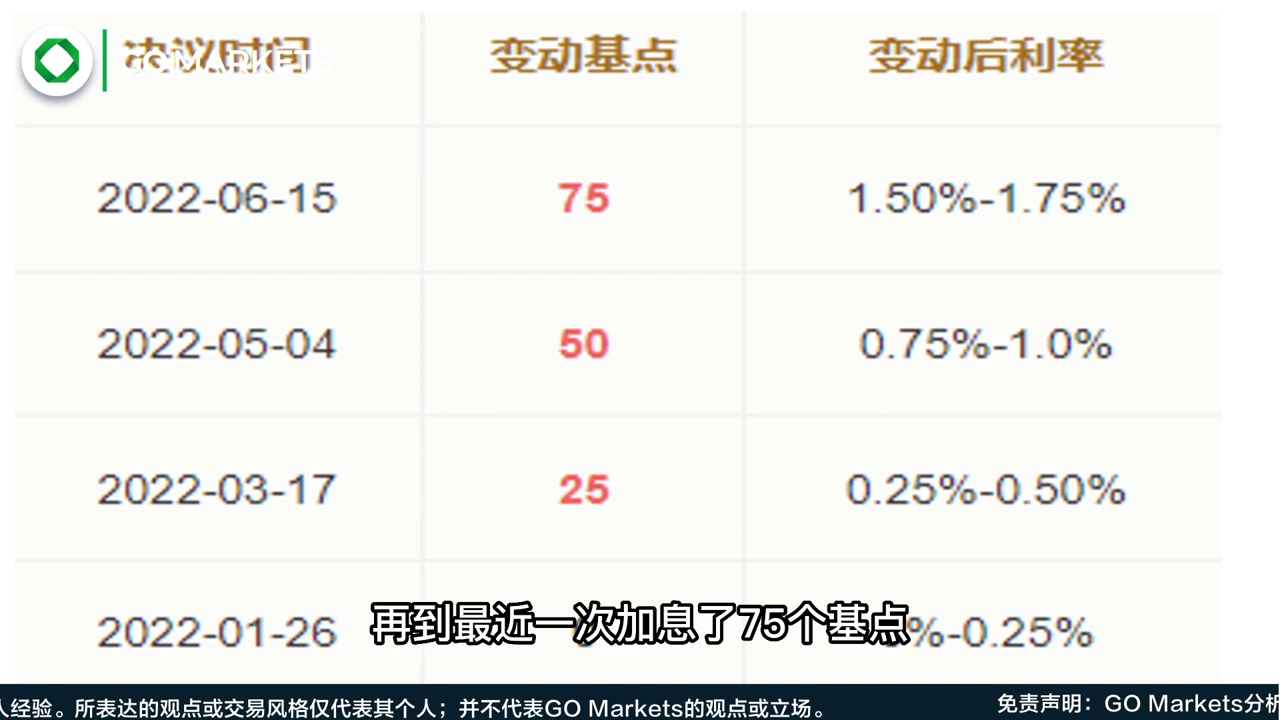 GO MARKETS
决议时间 变动基点 变动后利率
2022-06-15 75 1.50%-1.75%
2022-05-04 50 0.75%-1.0%
2022-03-17 25 0.25%-0.50%
2022-01-26 %-0.25%
再到最近一次加息了75个基点
人经验。所表达的观点或交易风格仅代表其个人；并不代表GO Markets的观点或立场。 免责声明：GO Markets分析